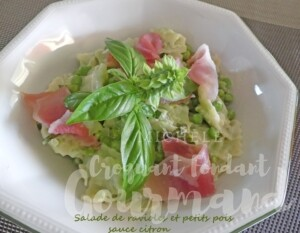 Croquant fondant
Gourmand
Salade de ravioles et petits pois
sauce citron